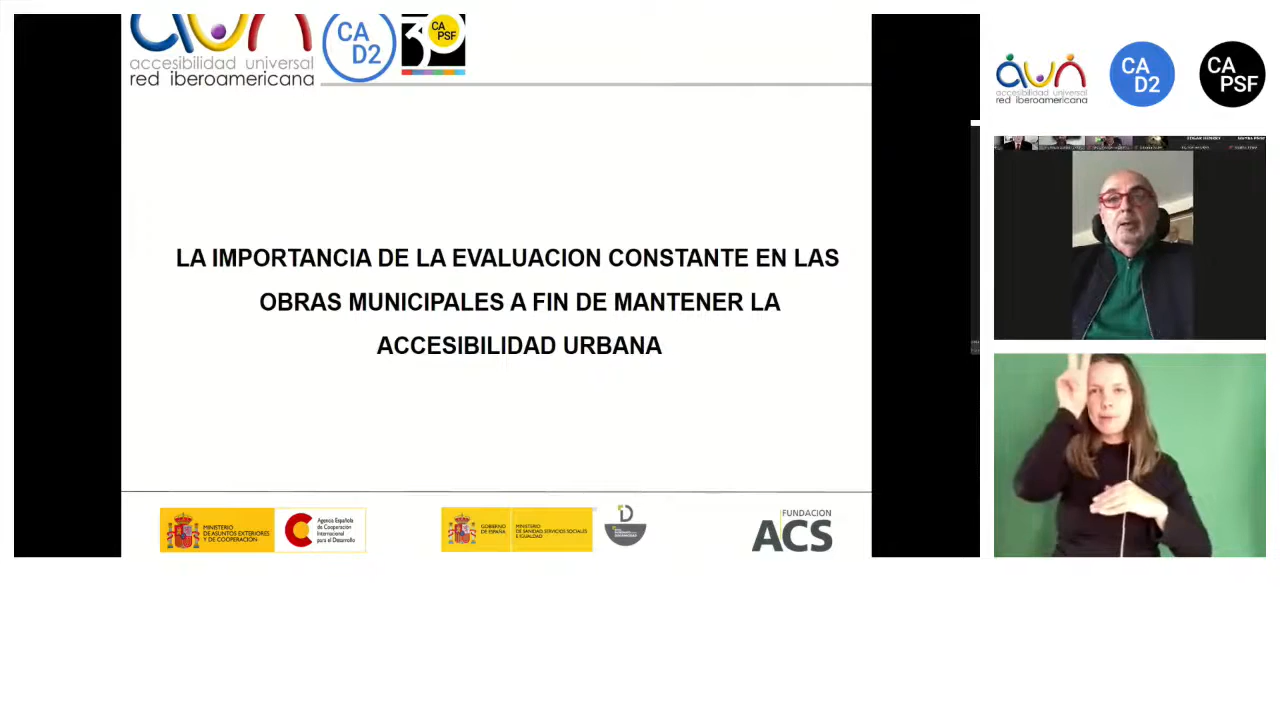 accesibilidad universal
red iberoamericana
CA
D2
30
CA
PSF
LA IMPORTANCIA DE LA EVALUACION CONSTANTE EN LAS
OBRAS MUNICIPALES A FIN DE MANTENER LA
ACCESIBILIDAD URBANA
MINISTERIO
DE ASUNTOS EXTERIORES
Y DE COOPERACIÓN
Agencia Española
de Cooperación
Internacional
para el Desarrollo
GOBIERNO
DE ESPAÑA
MINISTERIO
DE SANIDAD, SERVICIOS SOCIALES
E IGUALDAD
FUNDACION
ACS
accesibilidad universal
red iberoamericana
CA
D2
CA
PSF